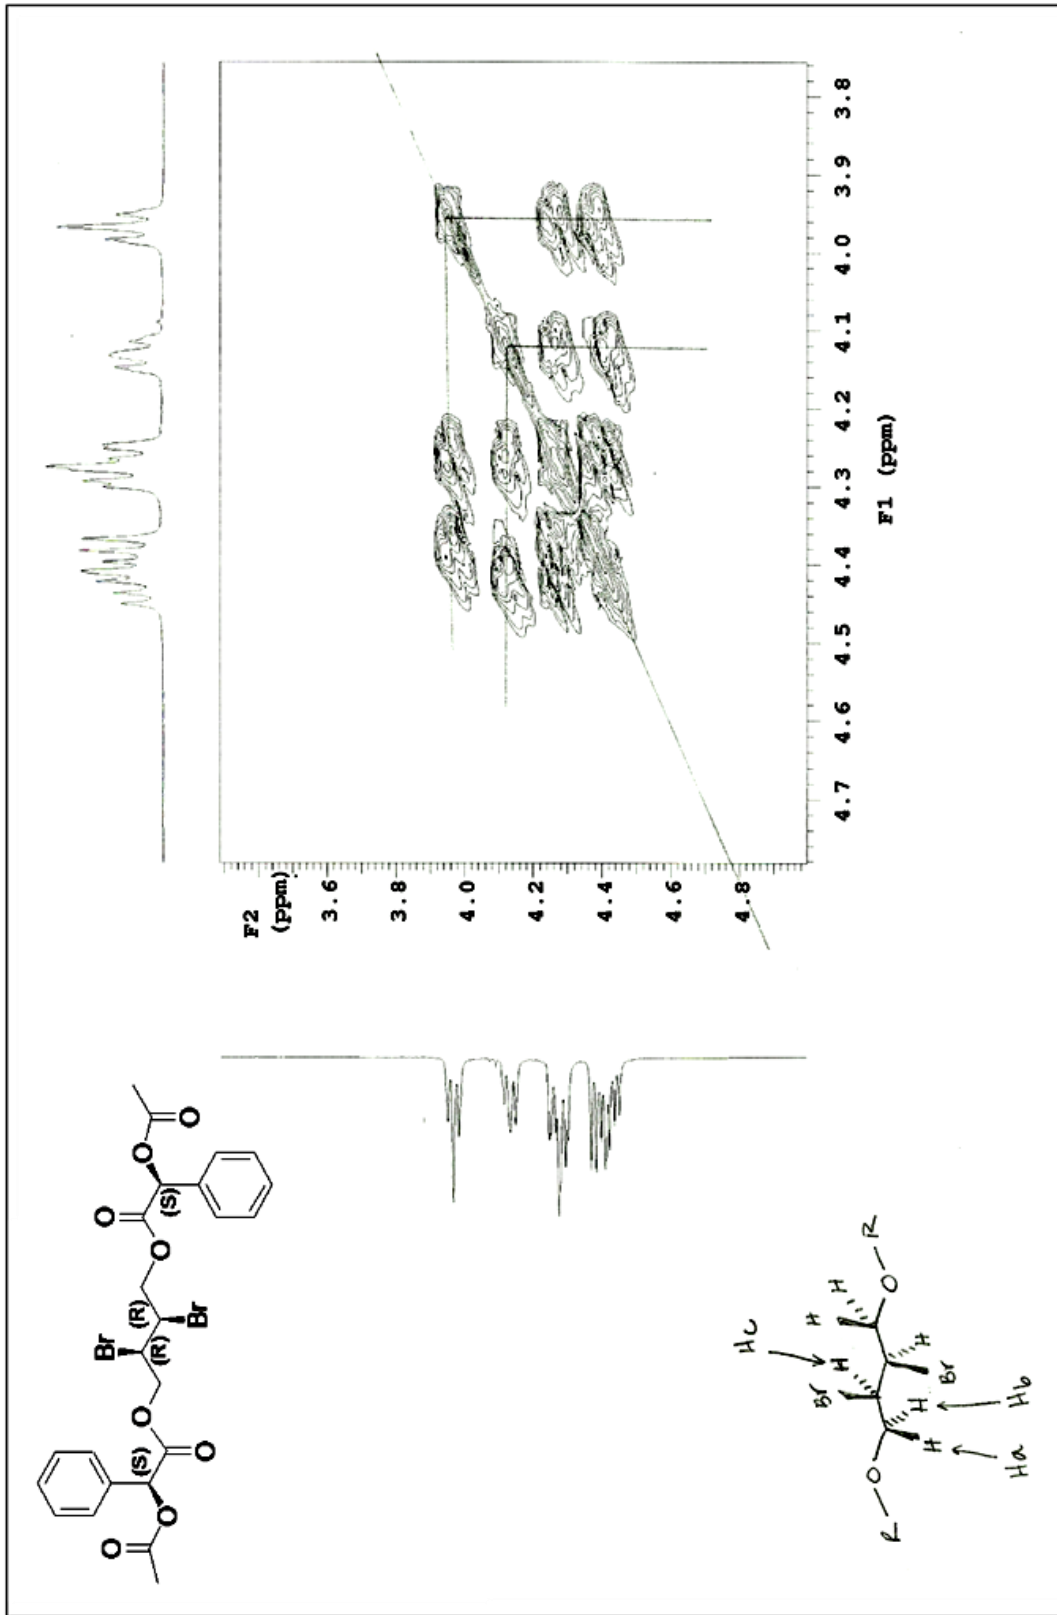 F2
(ppm)
3.6
3.8
4.0
4.2
4.4
4.6
4.8
4.7 4.6 4.5 4.4 4.3 4.2 4.1 4.0 3.9 3.8
F1 (ppm)
O
O
(S)
O
O
Br
(R)
(R)
Br
O
O
(S)
O
O
R
O
Br
H
H
H
H
H
Br
H
O
R
Ha
Hb
Hc